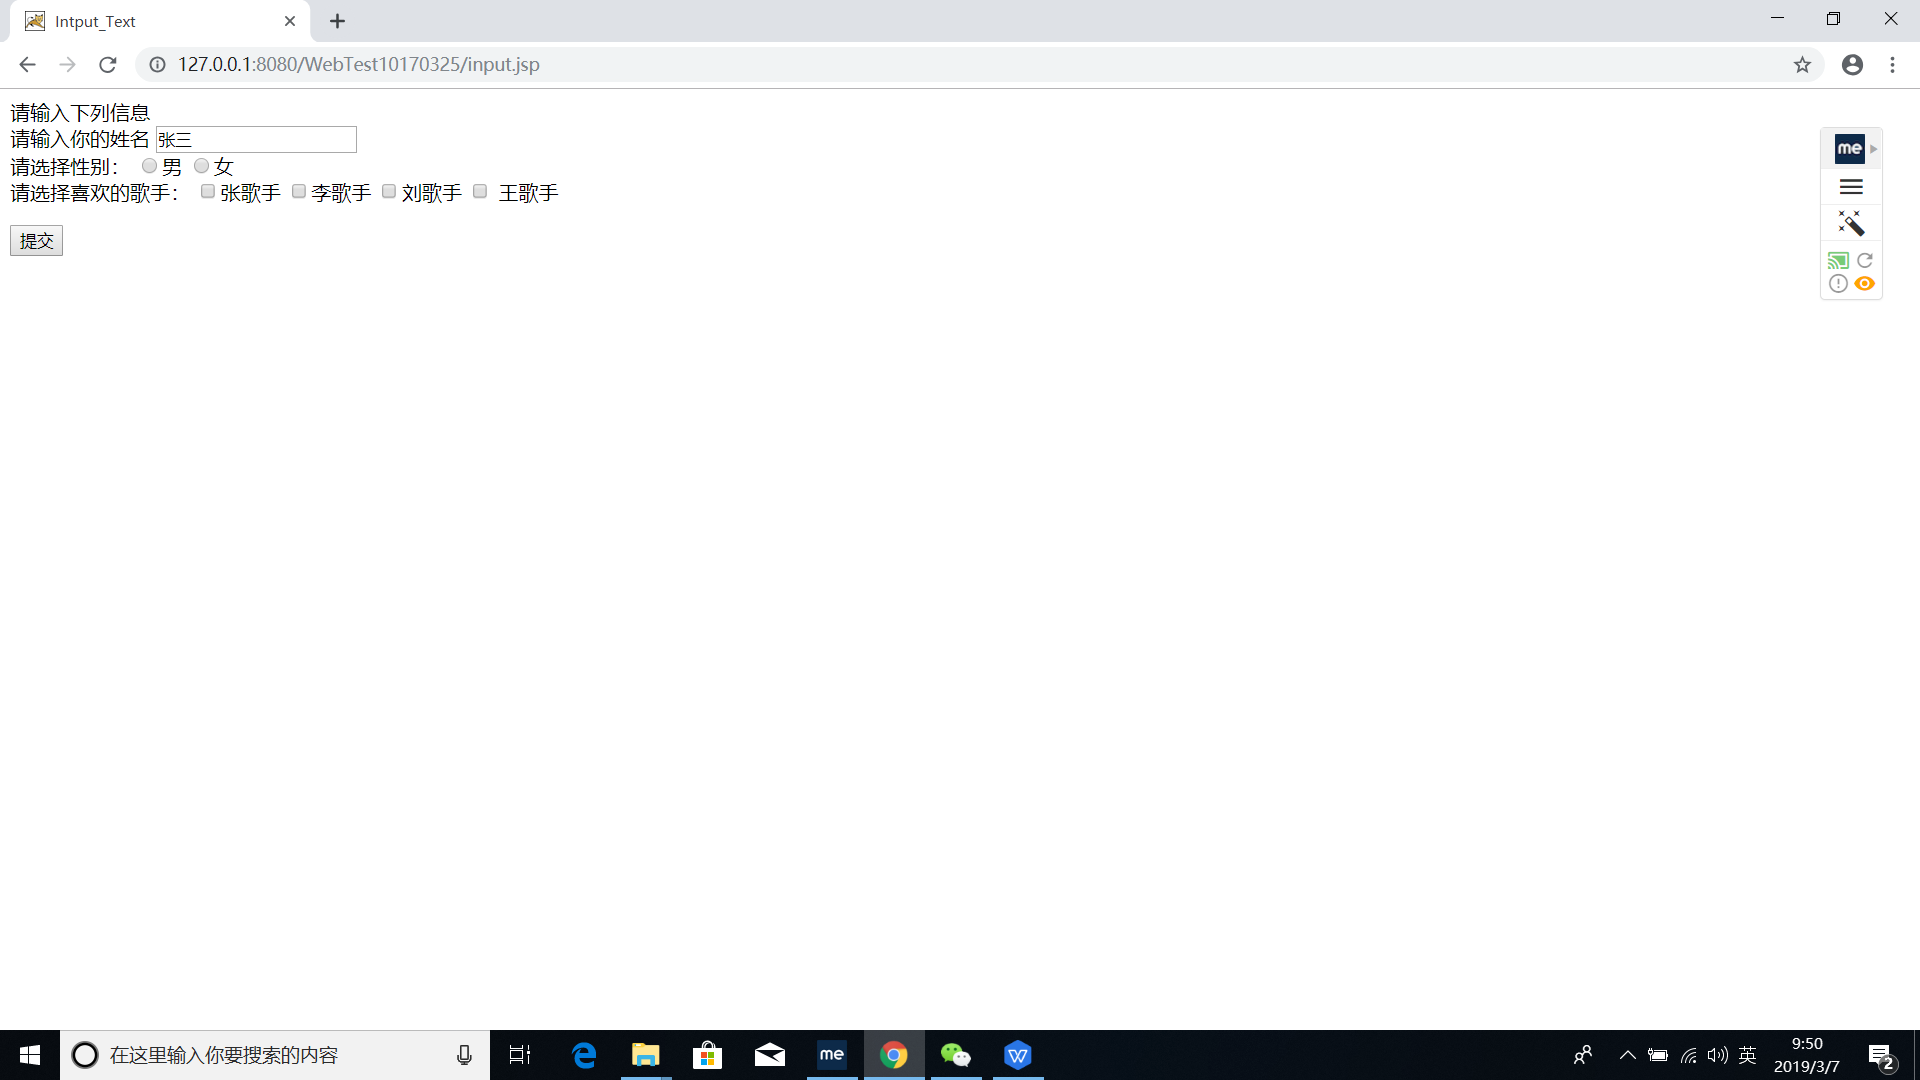 Intput_Text
127.0.0.1:8080/WebTest10170325/input.jsp
请输入下列信息
请输入你的姓名 张三
请选择性别： 男 女
请选择喜欢的歌手： 张歌手 李歌手 刘歌手 王歌手
提交
me
在这里输入你要搜索的内容
me
英
9:50
2019/3/7
2